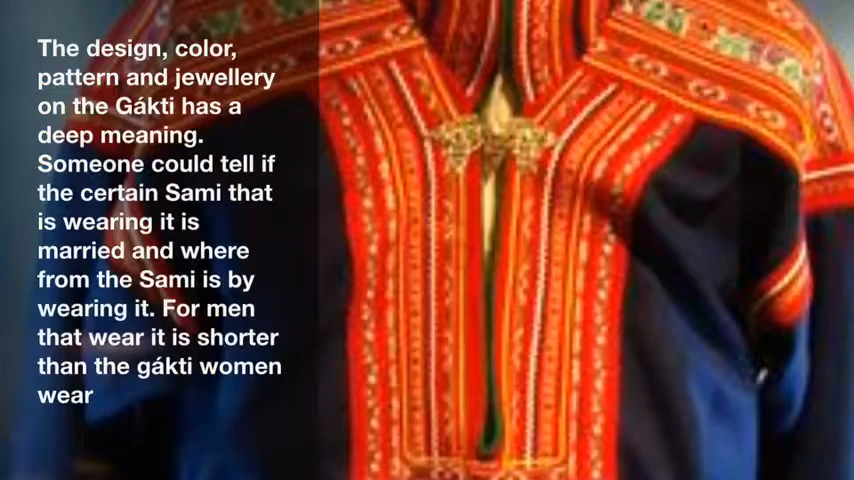 The design, color,
pattern and jewellery
on the Gákti has a
deep meaning.
Someone could tell if
the certain Sami that
is wearing it is
married and where
from the Sami is by
wearing it. For men
that wear it is shorter
than the gákti women
wear